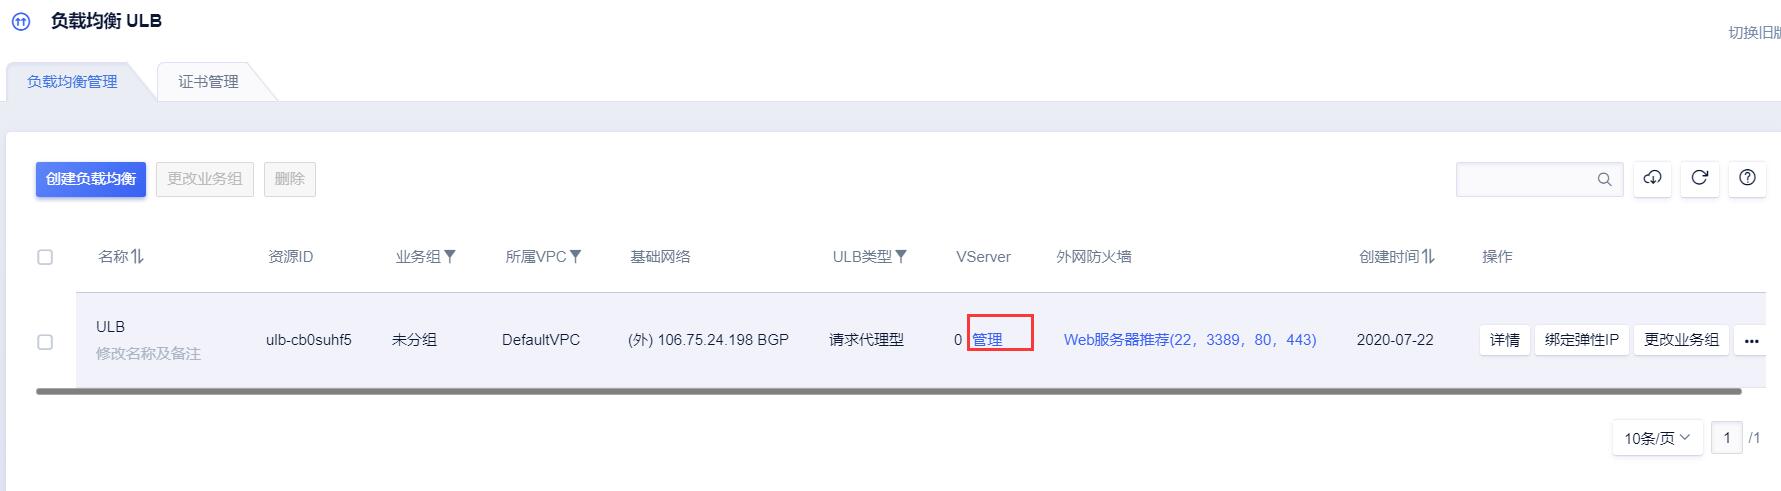 负载均衡 ULB
切换旧版
负载均衡管理 证书管理
创建负载均衡 更改业务组 删除
名称 资源ID 业务组 所属VPC 基础网络 ULB类型 VServer 外网防火墙 创建时间 操作
ULB
修改名称及备注
ulb-cb0suhf5 未分组 DefaultVPC (外) 106.75.24.198 BGP 请求代理型 0 管理 Web服务器推荐(22，3389，80，443) 2020-07-22 详情 绑定弹性IP 更改业务组 •••
10条/页 1 /1